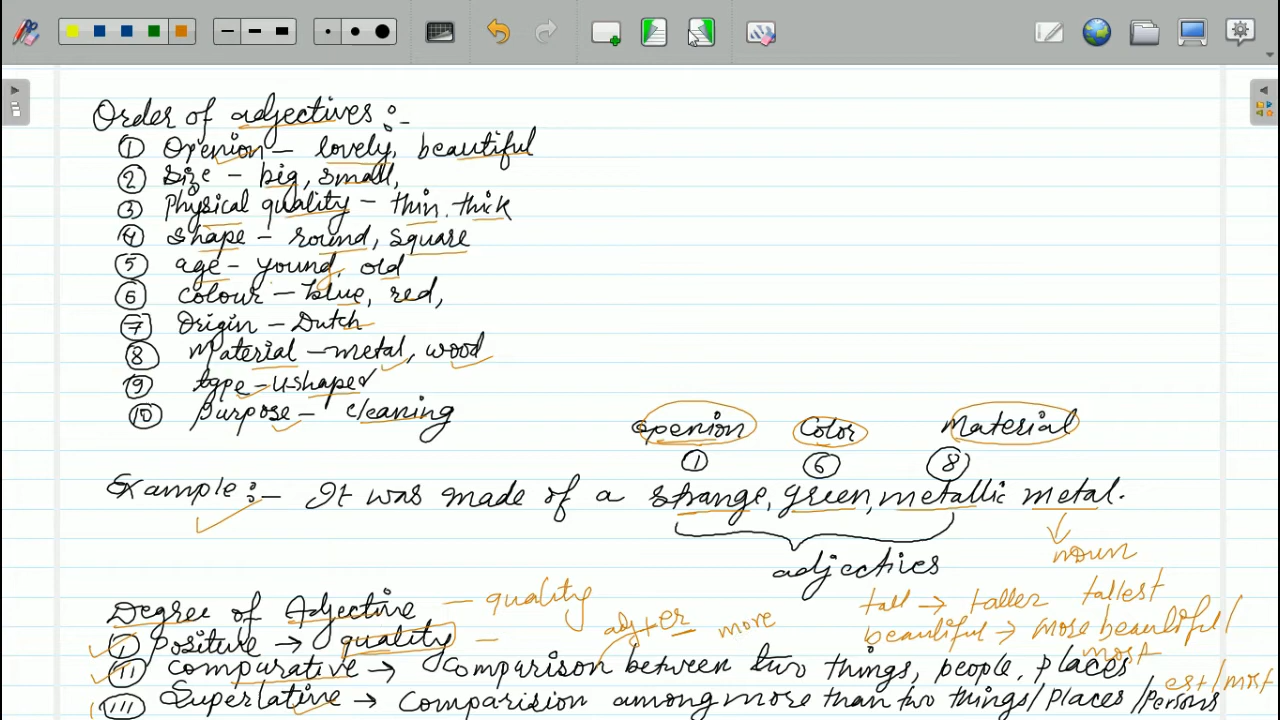 Order of adjectives :-
① Openion - lovely, beautiful
② Size - big, small,
③ Physical quality - thin, thick
④ shape - round, square
⑤ age - young, old
⑥ colour - blue, red,
⑦ Origin - Dutch
⑧ Material - metal, wood
⑨ type - U-shaped
⑩ purpose - cleaning
openion Color Material
① ⑥ ⑧
Example :- It was made of a strange, green, metallic metal.
adjectives noun
Degree of Adjective - quality tall → taller tallest
Ⓘ Positive → quality - adj+er more beautiful → more beautiful/ most
ⓘⓘ comparative → Comparison between two things, people, places
ⓘⓘⓘ Superlative → Comparision among more than two things/places/persons est/most